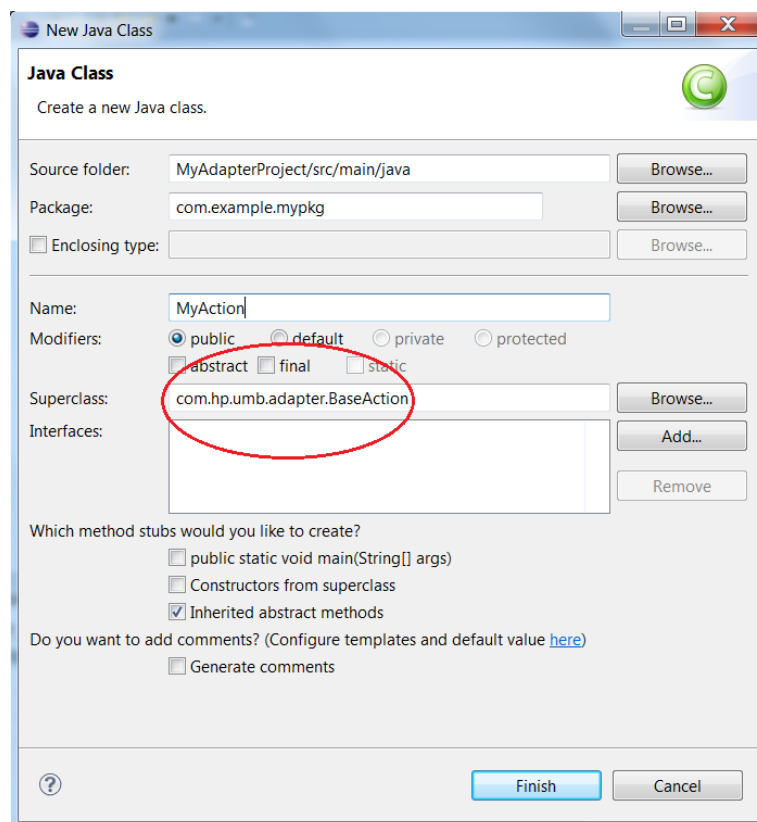 New Java Class
Java Class
Create a new Java class.
Source folder: MyAdapterProject/src/main/java Browse...
Package: com.example.mypkg Browse...
Enclosing type: Browse...
Name: MyAction
Modifiers: public default private protected
abstract final static
Superclass: com.hp.umb.adapter.BaseAction Browse...
Interfaces: Add...
Remove
Which method stubs would you like to create?
public static void main(String[] args)
Constructors from superclass
Inherited abstract methods
Do you want to add comments? (Configure templates and default value here)
Generate comments
Finish Cancel